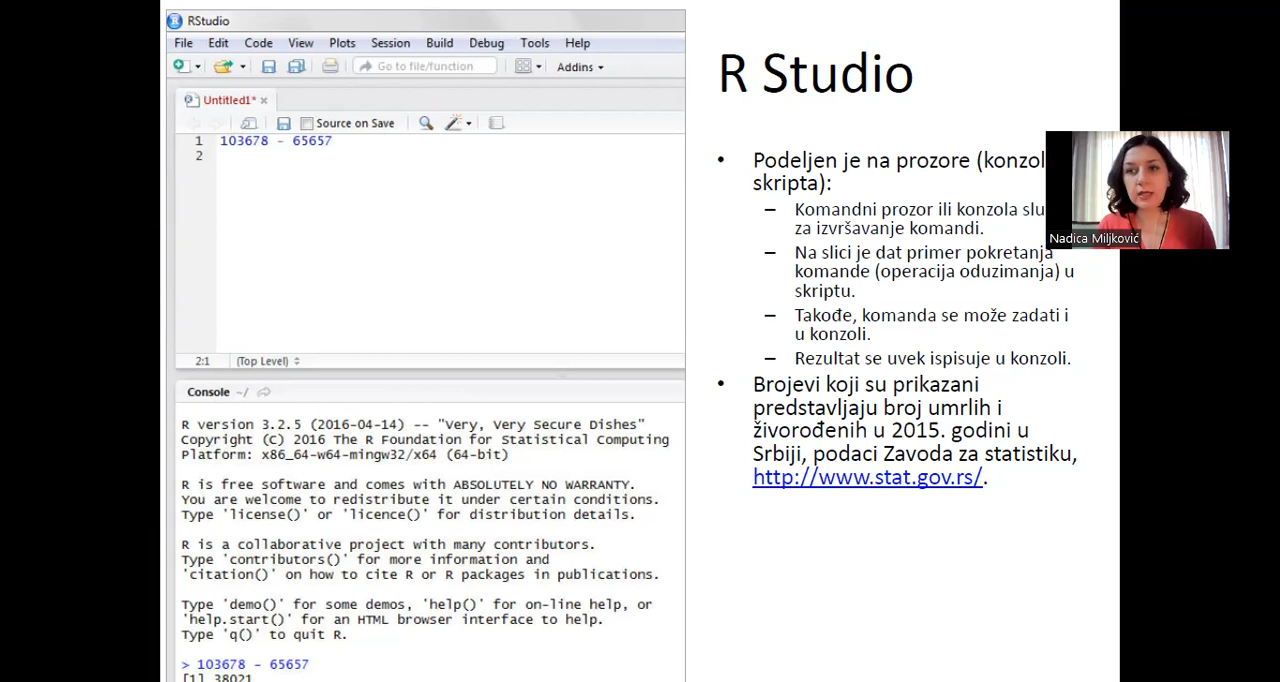 RStudio
File Edit Code View Plots Session Build Debug Tools Help
Go to file/function Addins
Untitled1*
Source on Save
1 103678 - 65657
2
2:1 (Top Level)
Console ~/
R version 3.2.5 (2016-04-14) -- "Very, Very Secure Dishes"
Copyright (C) 2016 The R Foundation for Statistical Computing
Platform: x86_64-w64-mingw32/x64 (64-bit)
R is free software and comes with ABSOLUTELY NO WARRANTY.
You are welcome to redistribute it under certain conditions.
Type 'license()' or 'licence()' for distribution details.
R is a collaborative project with many contributors.
Type 'contributors()' for more information and
'citation()' on how to cite R or R packages in publications.
Type 'demo()' for some demos, 'help()' for on-line help, or
'help.start()' for an HTML browser interface to help.
Type 'q()' to quit R.
> 103678 - 65657
[1] 38021
R Studio
• Podeljen je na prozore (konzol
skripta):
– Komandni prozor ili konzola slu
za izvršavanje komandi.
– Na slici je dat primer pokretanja
komande (operacija oduzimanja) u
skriptu.
– Takođe, komanda se može zadati i
u konzoli.
– Rezultat se uvek ispisuje u konzoli.
• Brojevi koji su prikazani
predstavljaju broj umrlih i
živorođenih u 2015. godini u
Srbiji, podaci Zavoda za statistiku,
http://www.stat.gov.rs/.
Nadica Miljković